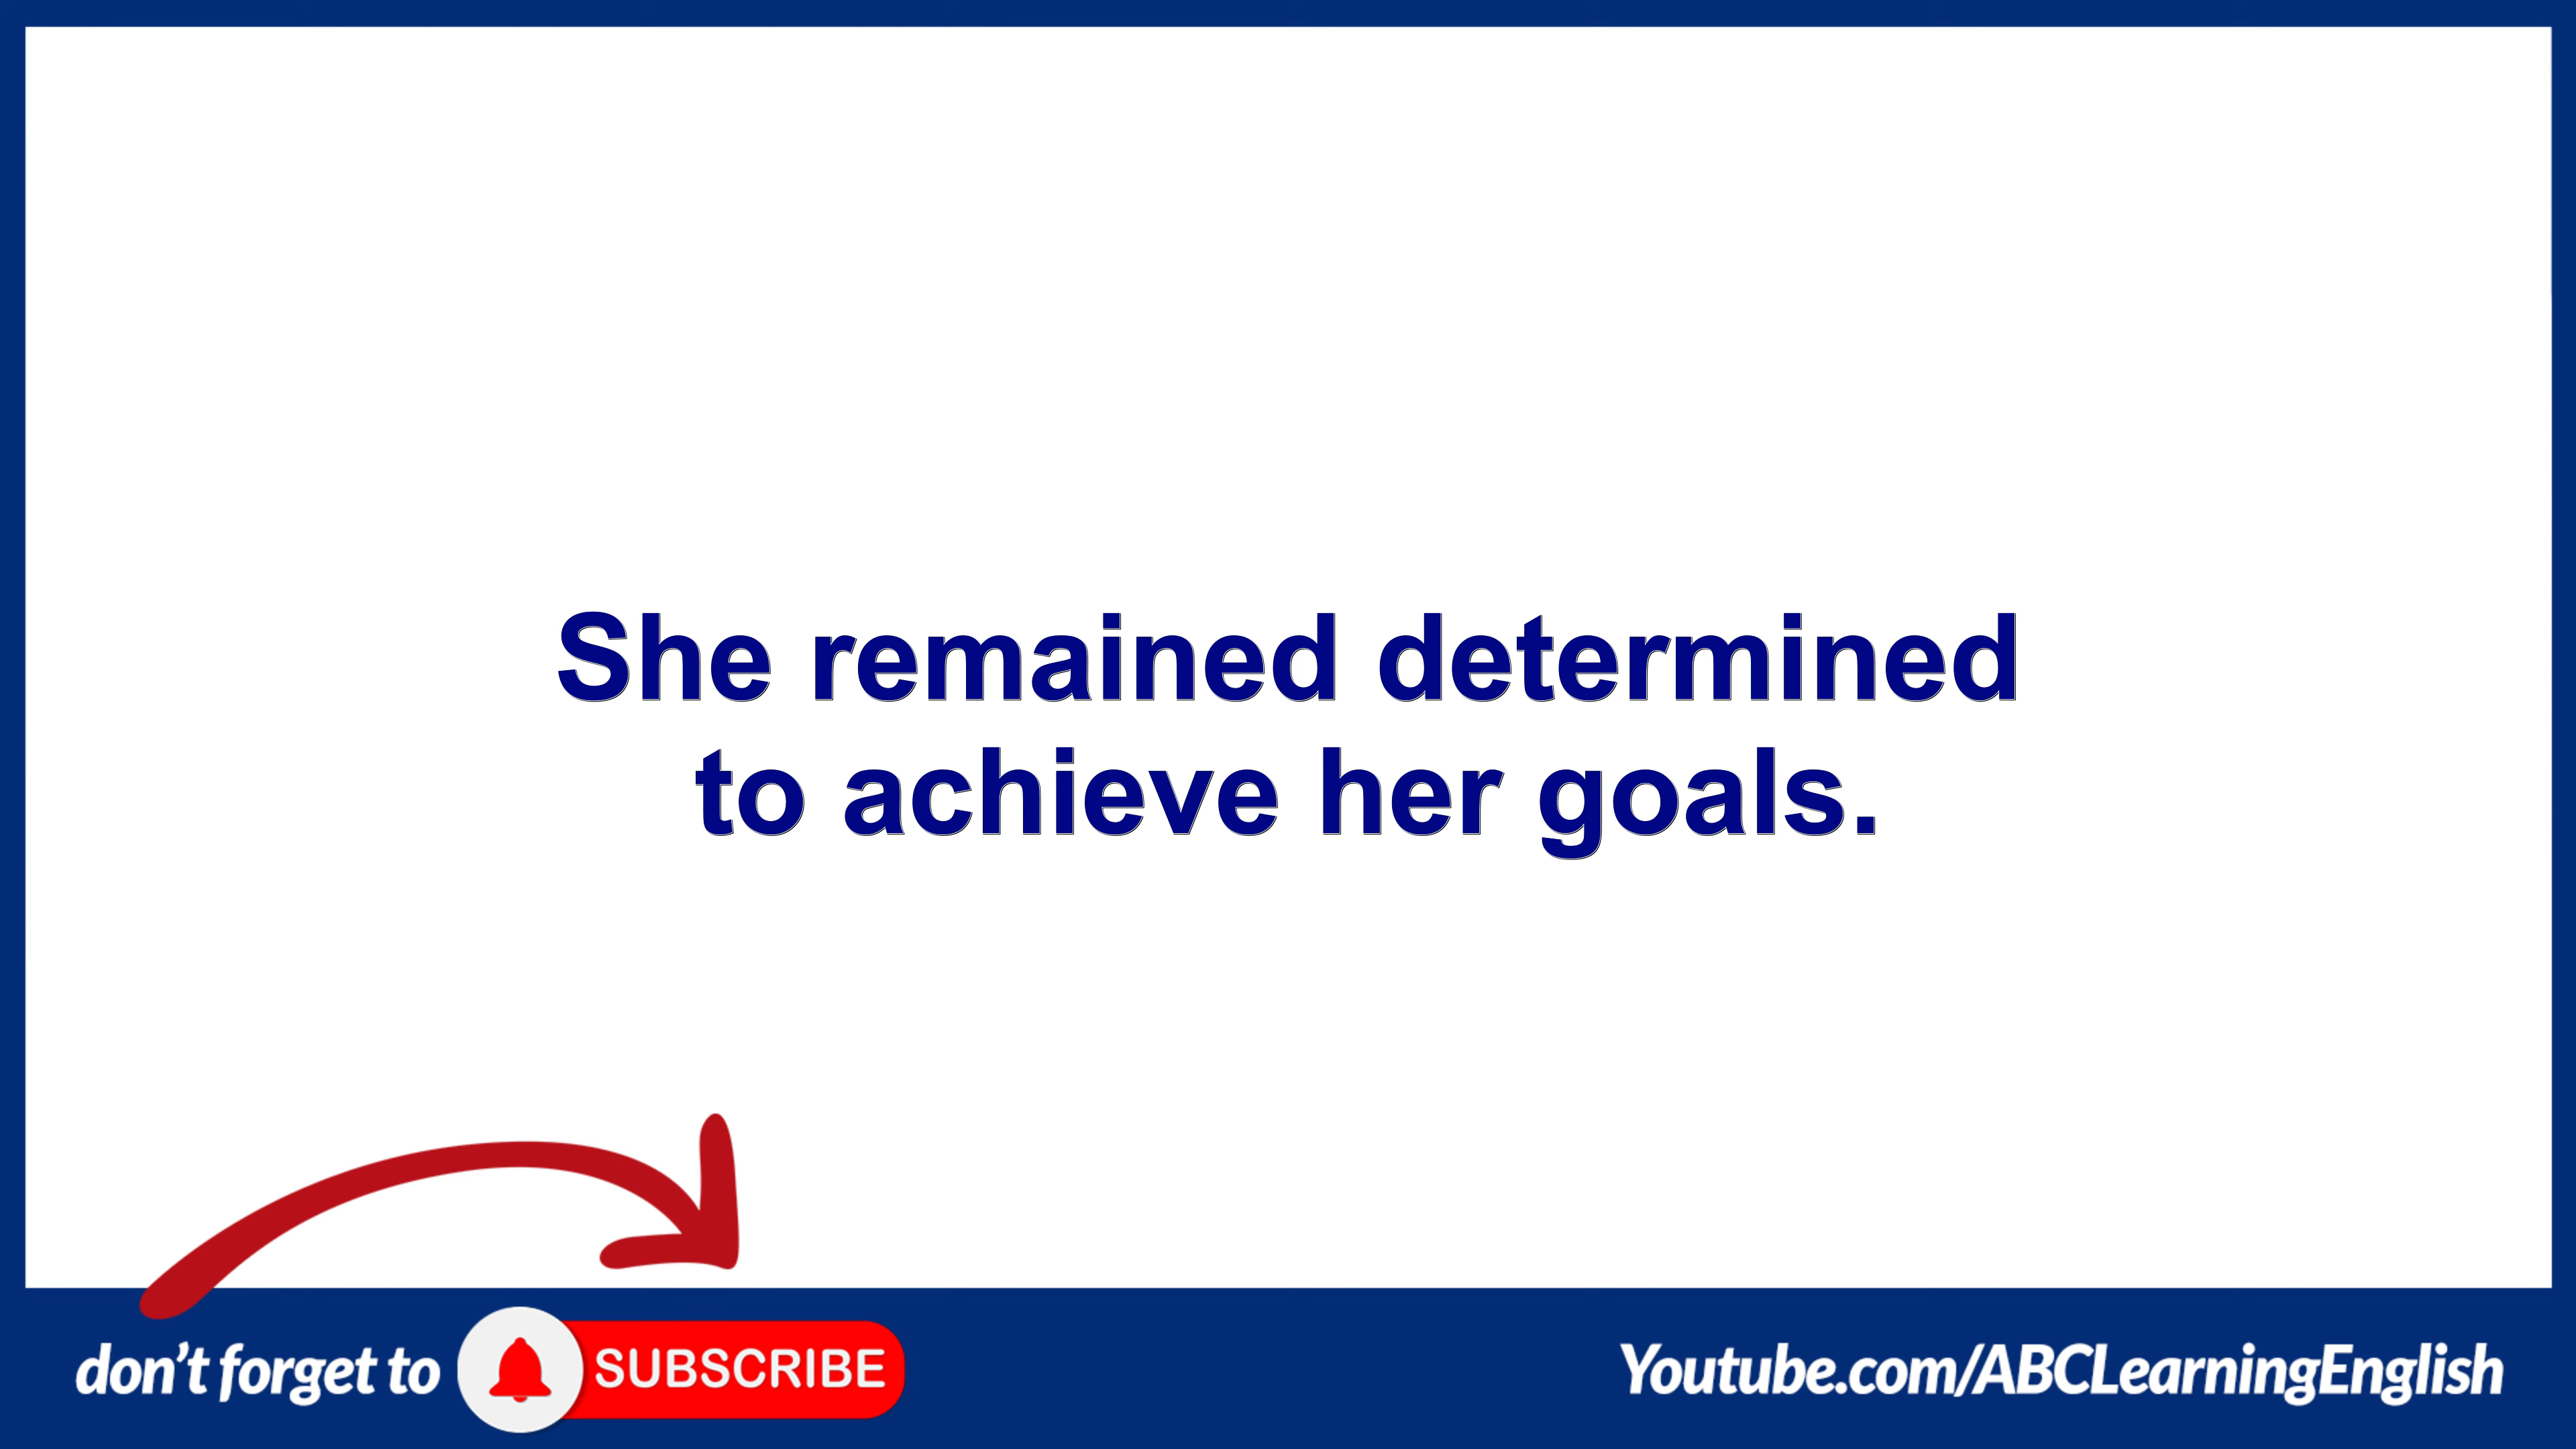 She remained determined
to achieve her goals.
don't forget to SUBSCRIBE
Youtube.com/ABCLearningEnglish